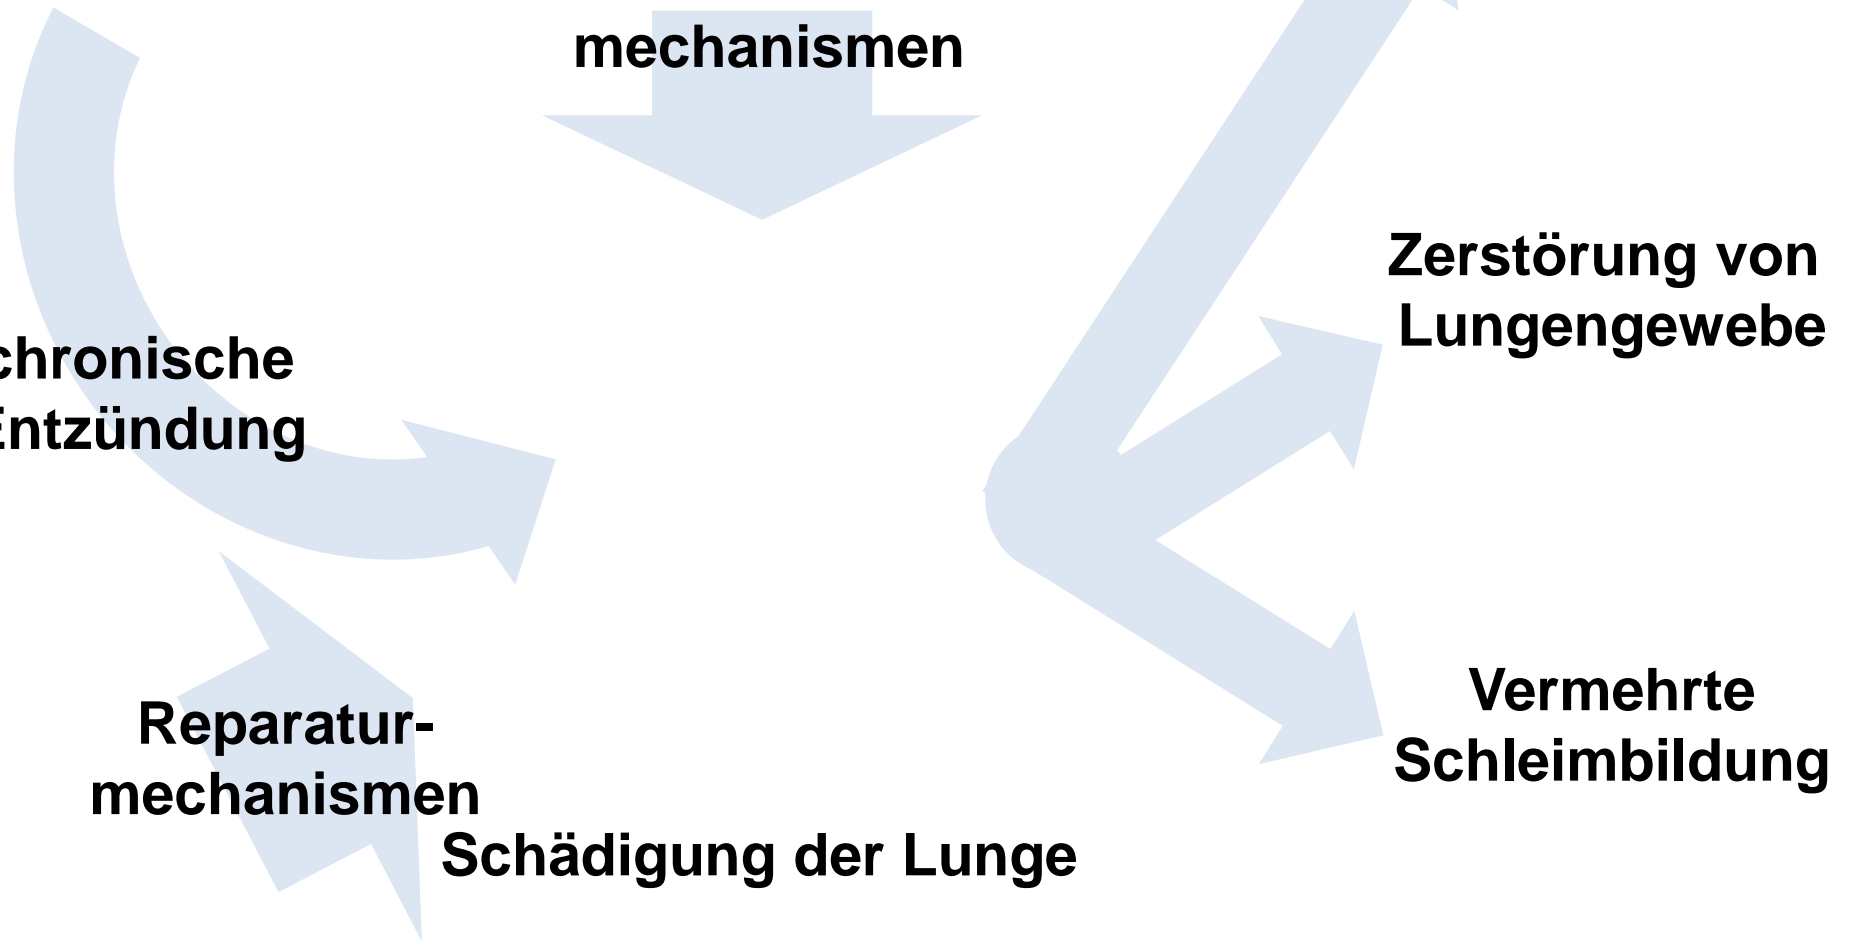 mechanismen
Zerstörung von
Lungengewebe
chronische
Entzündung
Vermehrte
Schleimbildung
Reparatur-
mechanismen
Schädigung der Lunge